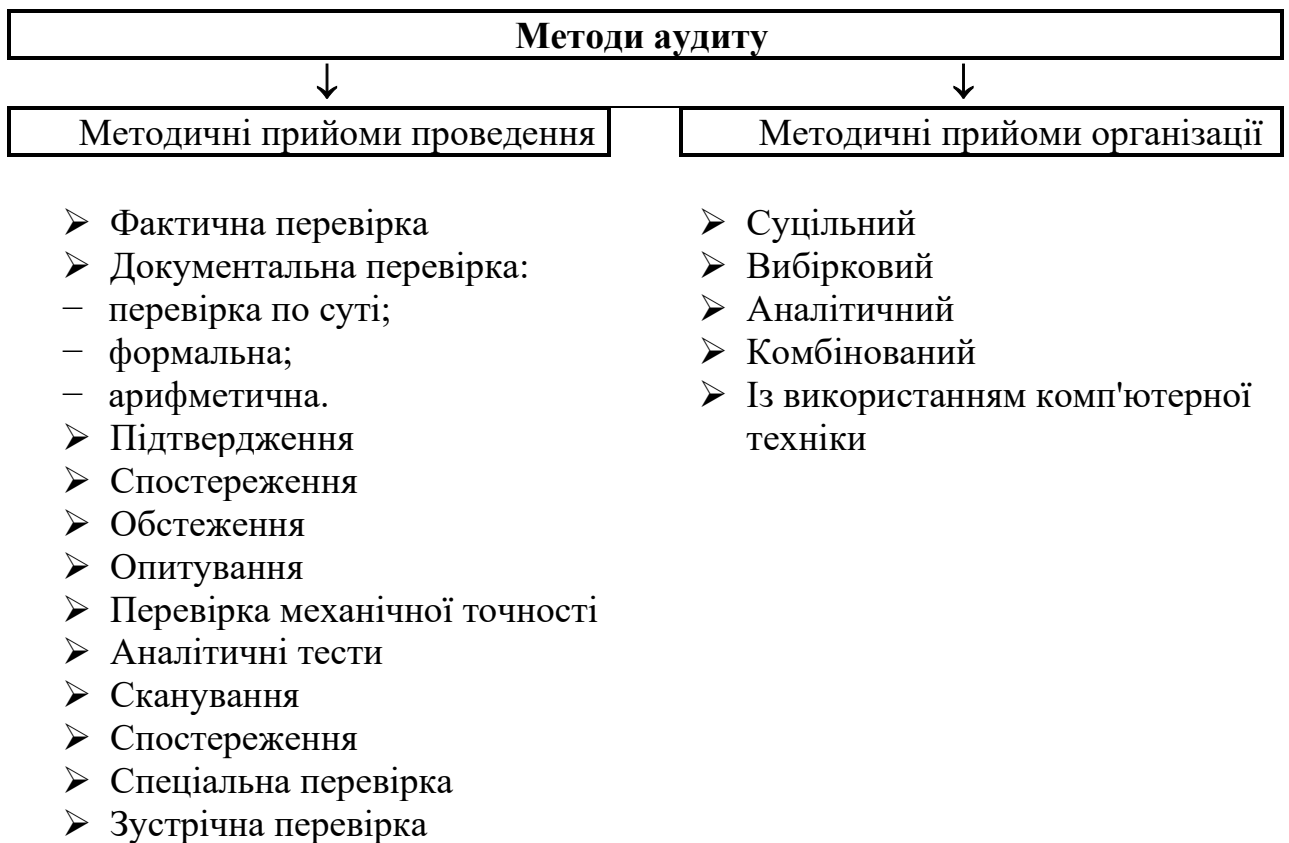 Методи аудиту
Методичні прийоми проведення
Методичні прийоми організації
➢ Фактична перевірка
➢ Документальна перевірка:
− перевірка по суті;
− формальна;
− арифметична.
➢ Підтвердження
➢ Спостереження
➢ Обстеження
➢ Опитування
➢ Перевірка механічної точності
➢ Аналітичні тести
➢ Сканування
➢ Спостереження
➢ Спеціальна перевірка
➢ Зустрічна перевірка
➢ Суцільний
➢ Вибірковий
➢ Аналітичний
➢ Комбінований
➢ Із використанням комп'ютерної
техніки